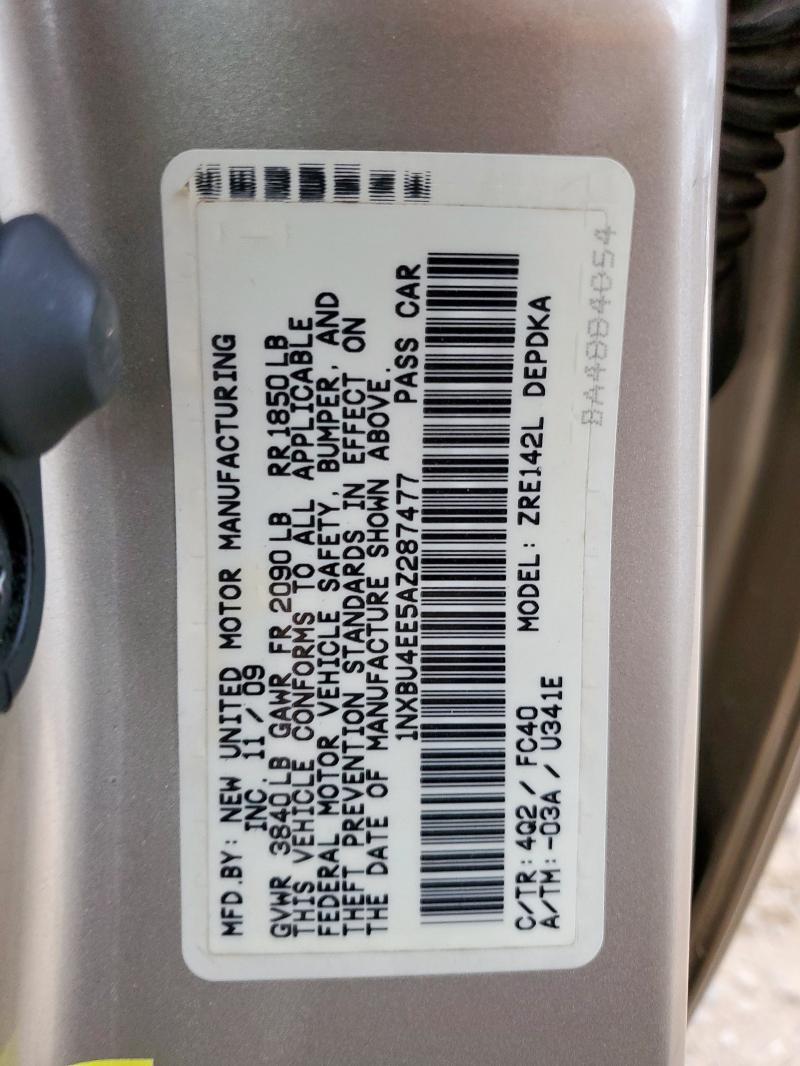 MFD.BY: NEW UNITED MOTOR MANUFACTURING
INC. 11 / 09
GVWR 3840 LB GAWR FR 2090 LB RR 1850 LB
THIS VEHICLE CONFORMS TO ALL APPLICABLE
FEDERAL MOTOR VEHICLE SAFETY, BUMPER, AND
THEFT PREVENTION STANDARDS IN EFFECT ON
THE DATE OF MANUFACTURE SHOWN ABOVE.
1NXBU4EE5AZ287477 PASS CAR
C/TR: 4Q2 / FC40 MODEL: ZRE142L DEPDKA
A/TM: -03A / U341E